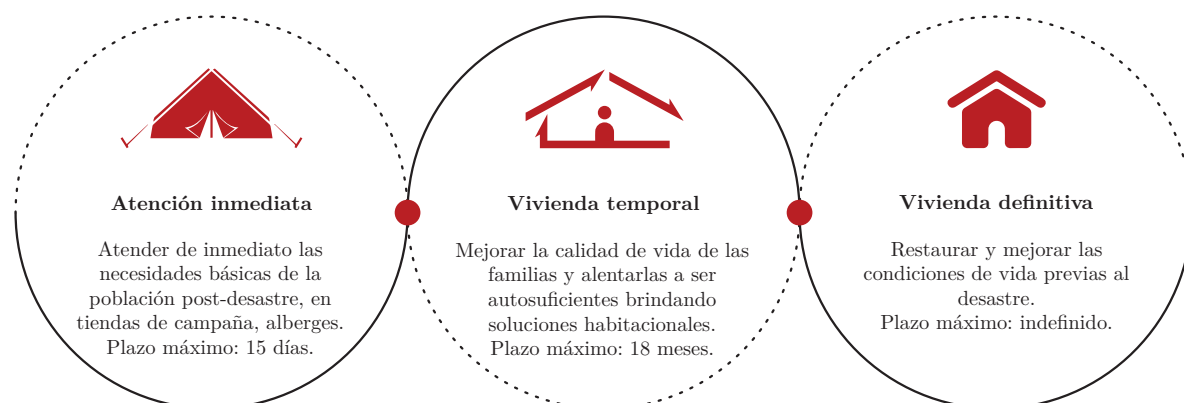 Atención inmediata
Atender de inmediato las
necesidades básicas de la
población post-desastre, en
tiendas de campaña, alberges.
Plazo máximo: 15 días.
Vivienda temporal
Mejorar la calidad de vida de las
familias y alentarlas a ser
autosuficientes brindando
soluciones habitacionales.
Plazo máximo: 18 meses.
Vivienda definitiva
Restaurar y mejorar las
condiciones de vida previas al
desastre.
Plazo máximo: indefinido.